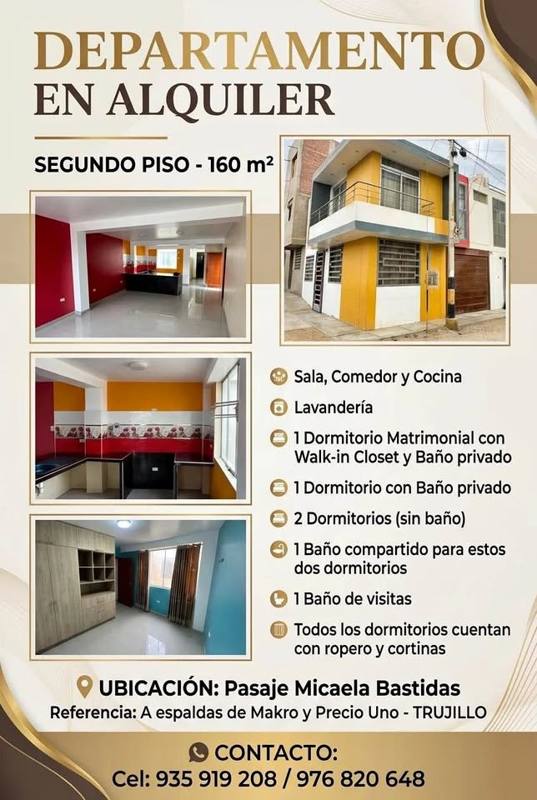 DEPARTAMENTO
EN ALQUILER
SEGUNDO PISO - 160 m²
Sala, Comedor y Cocina
Lavandería
1 Dormitorio Matrimonial con
Walk-in Closet y Baño privado
1 Dormitorio con Baño privado
2 Dormitorios (sin baño)
1 Baño compartido para estos
dos dormitorios
1 Baño de visitas
Todos los dormitorios cuentan
con ropero y cortinas
UBICACIÓN: Pasaje Micaela Bastidas
Referencia: A espaldas de Makro y Precio Uno - TRUJILLO
CONTACTO:
Cel: 935 919 208 / 976 820 648